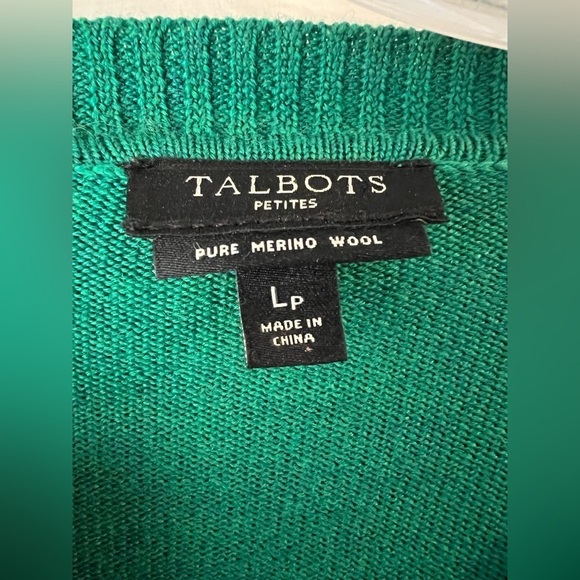 TALBOTS
PETITES
PURE MERINO WOOL
LP
MADE IN
CHINA